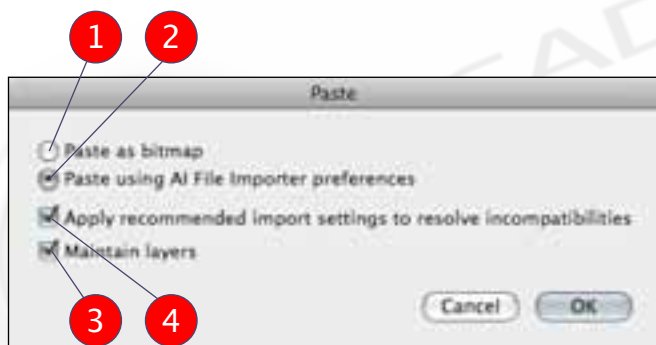 1 2
Paste
Paste as bitmap
Paste using AI File Importer preferences
Apply recommended import settings to resolve incompatibilities
Maintain layers
Cancel OK
3 4